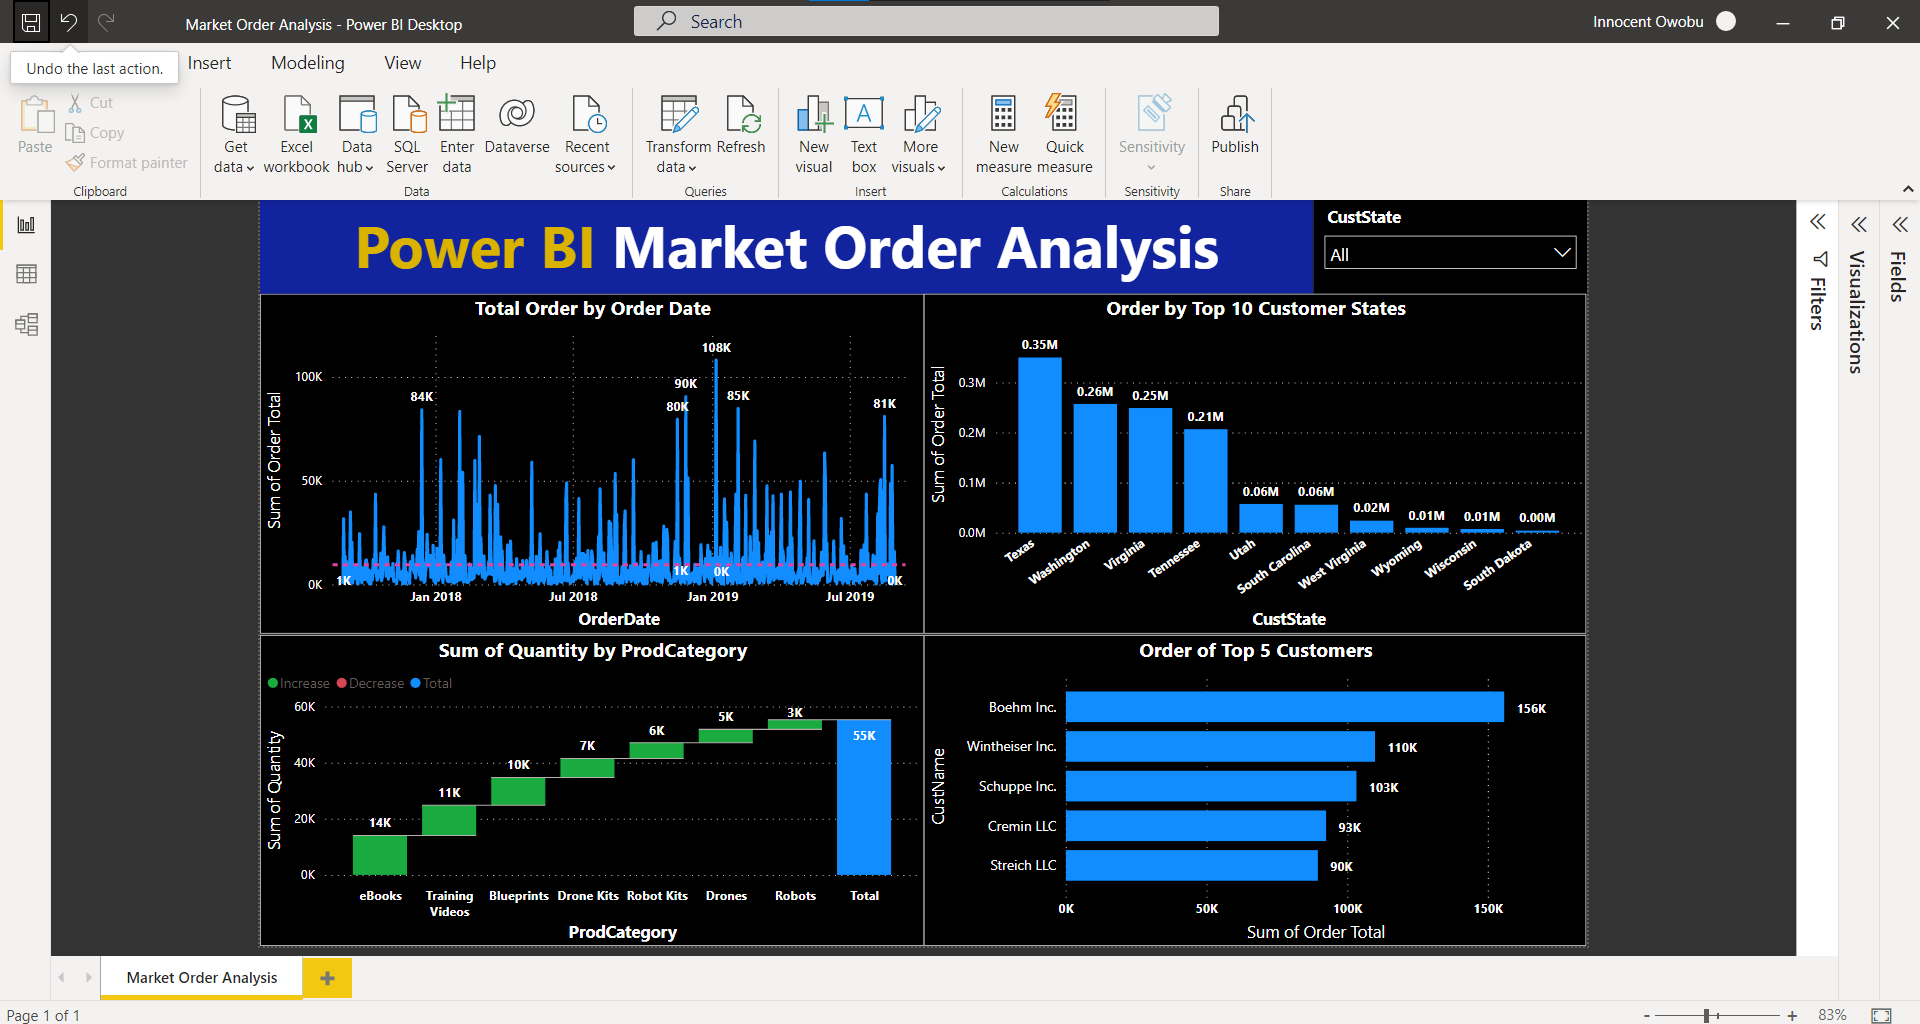 Market Order Analysis - Power BI Desktop
Search
Innocent Owobu
Undo the last action.
Insert
Modeling
View
Help
Paste
Cut
Copy
Format painter
Clipboard
Get data
Excel workbook
Data hub
SQL Server
Enter data
Dataverse
Recent sources
Data
Transform data
Refresh
Queries
New visual
Text box
More visuals
Insert
New measure
Quick measure
Calculations
Sensitivity
Sensitivity
Publish
Share
Power BI Market Order Analysis
CustState
All
Filters
Visualizations
Fields
Total Order by Order Date
Sum of Order Total
100K
50K
0K
84K
80K
90K
108K
85K
81K
1K
1K
0K
0K
Jan 2018
Jul 2018
Jan 2019
Jul 2019
OrderDate
Order by Top 10 Customer States
Sum of Order Total
0.3M
0.2M
0.1M
0.0M
0.35M
0.26M
0.25M
0.21M
0.06M
0.06M
0.02M
0.01M
0.01M
0.00M
Texas
Washington
Virginia
Tennessee
Utah
South Carolina
West Virginia
Wyoming
Wisconsin
South Dakota
CustState
Sum of Quantity by ProdCategory
Increase
Decrease
Total
Sum of Quantity
60K
40K
20K
0K
14K
11K
10K
7K
6K
5K
3K
55K
eBooks
Training Videos
Blueprints
Drone Kits
Robot Kits
Drones
Robots
Total
ProdCategory
Order of Top 5 Customers
CustName
Boehm Inc.
156K
Wintheiser Inc.
110K
Schuppe Inc.
103K
Cremin LLC
93K
Streich LLC
90K
0K
50K
100K
150K
Sum of Order Total
Market Order Analysis
Page 1 of 1
83%